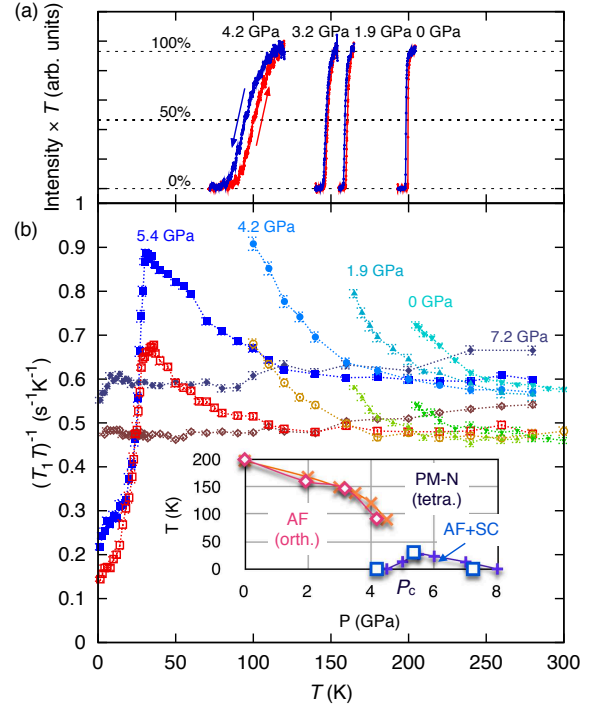 (a)
4.2 GPa 3.2 GPa 1.9 GPa 0 GPa
Intensity × T (arb. units)
100%
50%
0%
(b)
1
0.9
0.8
0.7
0.6
0.5
0.4
0.3
0.2
0.1
0
(T₁T)⁻¹ (s⁻¹K⁻¹)
5.4 GPa
4.2 GPa
1.9 GPa
0 GPa
7.2 GPa
200
150
100
50
0
T (K)
AF
(orth.)
PM-N
(tetra.)
AF+SC
Pc
0 2 4 6 8
P (GPa)
0 50 100 150 200 250 300
T (K)